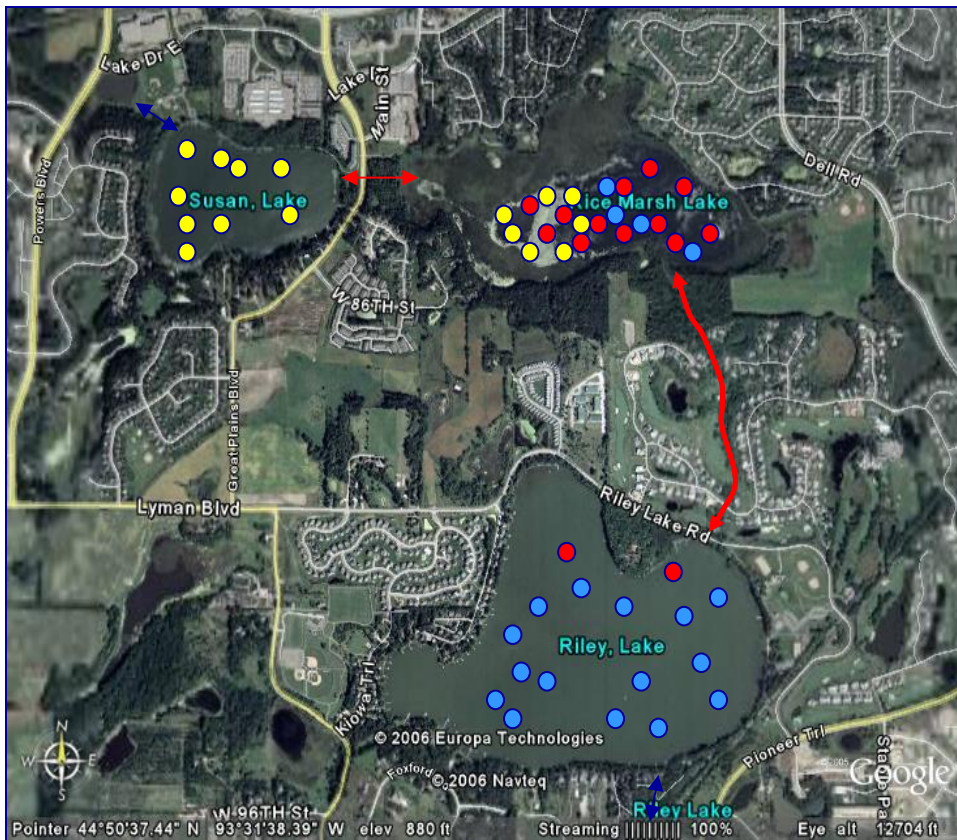 Lake Dr E
Main St
Powers Blvd
Dell Rd
Susan, Lake
Rice Marsh Lake
W 86TH St
Great Plains Blvd
Lyman Blvd
Riley Lake Rd
Riley, Lake
Kiowa Trl
© 2006 Europa Technologies
Pioneer Trl
N
W E
S
Foxford
© 2006 Navteq
©2005
Google
Riley Lake
W 96TH St
Pointer 44°50'37.44" N 93°31'38.39" W elev 880 ft Streaming |||||||||| 100% Eye alt 12704 ft